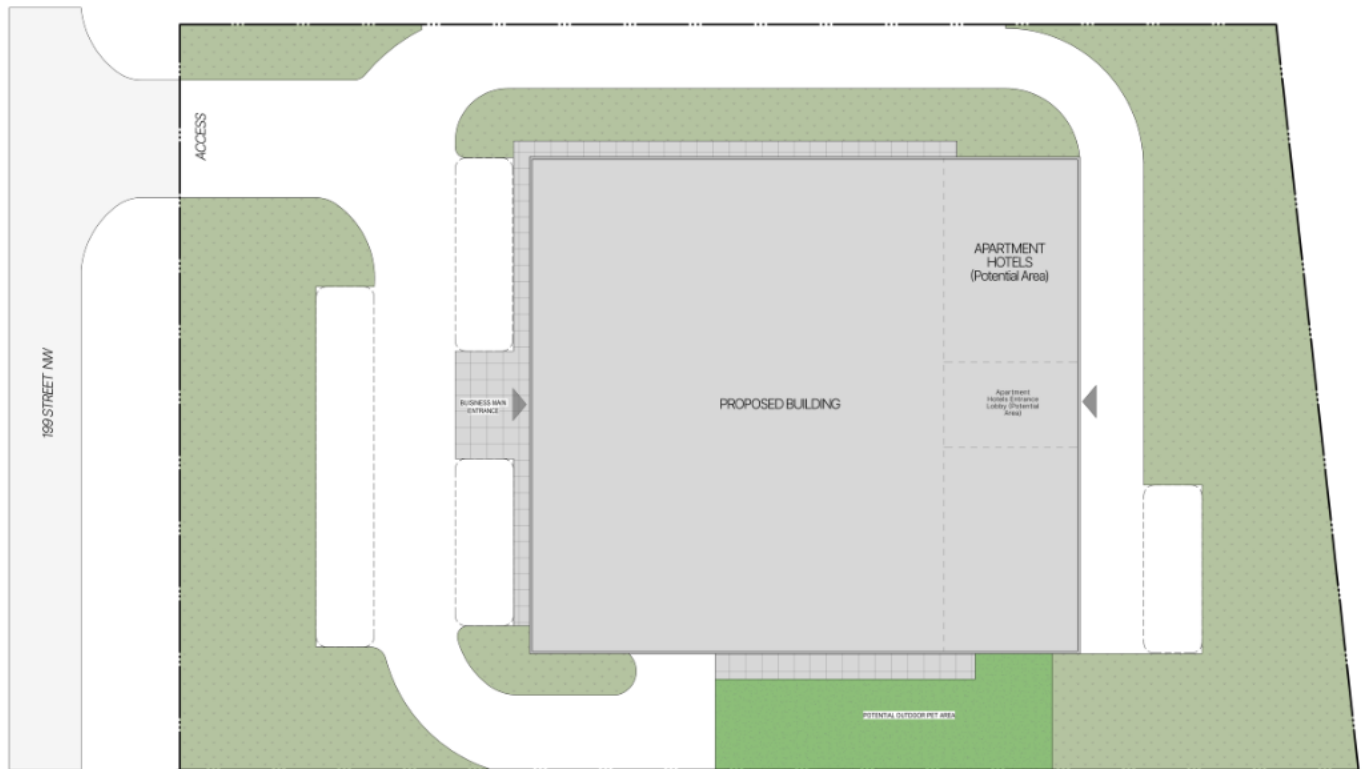 ACCESS
199 STREET NW
APARTMENT
HOTELS
(Potential Area)
PROPOSED BUILDING
BUISNESS MAIN
ENTRANCE
Apartment
Hotels Entrance
Lobby (Potential
Area)
POTENTIAL OUTDOOR PET AREA